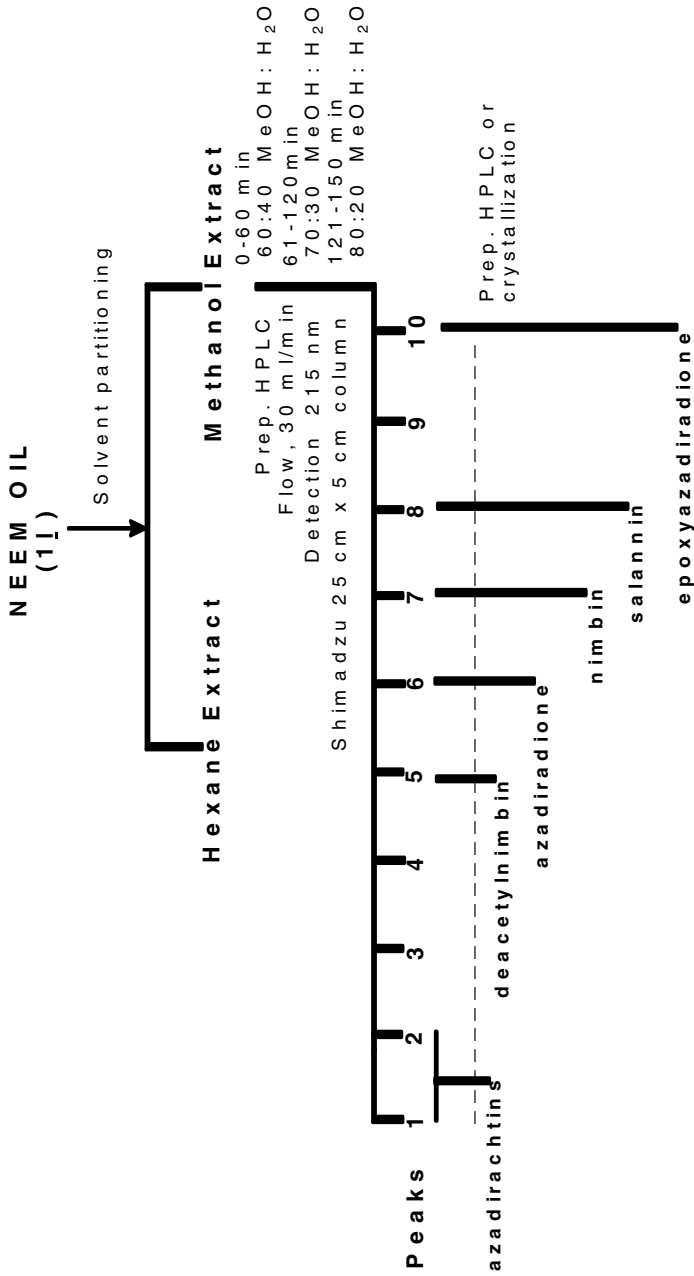 NEEM OIL
(1l)
Solvent partitioning
Hexane Extract
Methanol Extract
Prep. HPLC
Flow, 30 ml/min
Detection 215 nm
Shimadzu 25 cm x 5 cm column
0-60 min
60:40 MeOH:H₂O
61-120min
70:30 MeOH:H₂O
121-150 min
80:20 MeOH:H₂O
Peaks 1 2 3 4 5 6 7 8 9 10
Prep. HPLC or
crystallization
azadirachtins
deacetylnimbin
azadiradione
nimbin
salannin
epoxyazadiradione